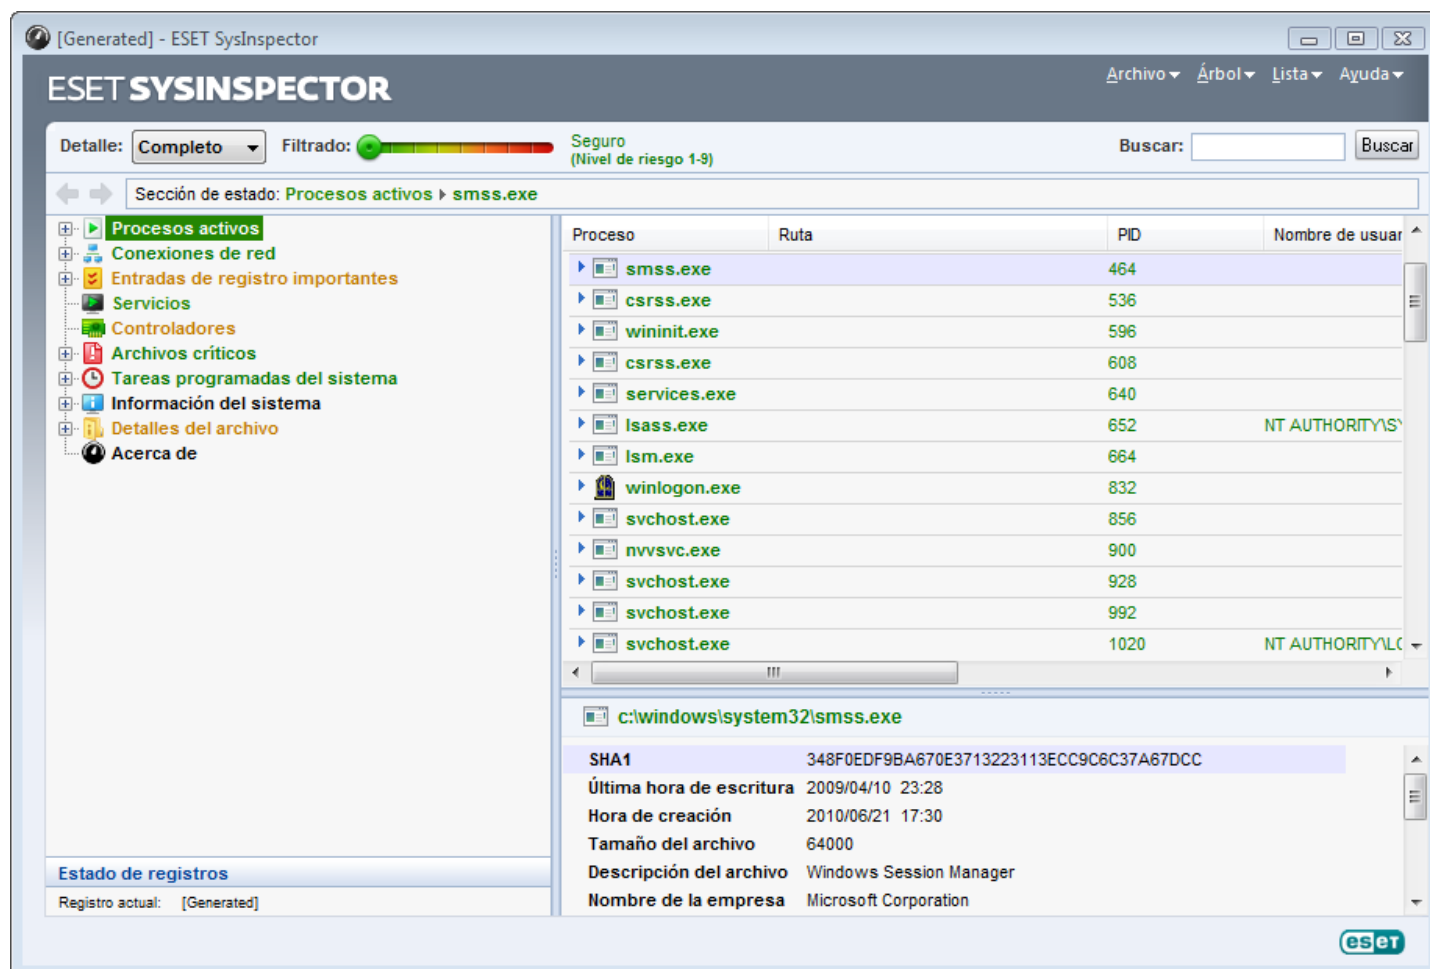 [Generated] - ESET SysInspector
ESET SYSINSPECTOR
Archivo Árbol Lista Ayuda
Detalle: Completo Filtrado: Seguro (Nivel de riesgo 1-9) Buscar: Buscar
Sección de estado: Procesos activos smss.exe
Procesos activos
Conexiones de red
Entradas de registro importantes
Servicios
Controladores
Archivos críticos
Tareas programadas del sistema
Información del sistema
Detalles del archivo
Acerca de
Estado de registros
Registro actual: [Generated]
Proceso Ruta PID Nombre de usuar
smss.exe 464
csrss.exe 536
wininit.exe 596
csrss.exe 608
services.exe 640
lsass.exe 652 NT AUTHORITY\SY
lsm.exe 664
winlogon.exe 832
svchost.exe 856
nvvsvc.exe 900
svchost.exe 928
svchost.exe 992
svchost.exe 1020 NT AUTHORITY\LO
c:\windows\system32\smss.exe
SHA1 348F0EDF9BA670E3713223113ECC9C6C37A67DCC
Última hora de escritura 2009/04/10 23:28
Hora de creación 2010/06/21 17:30
Tamaño del archivo 64000
Descripción del archivo Windows Session Manager
Nombre de la empresa Microsoft Corporation
eseT